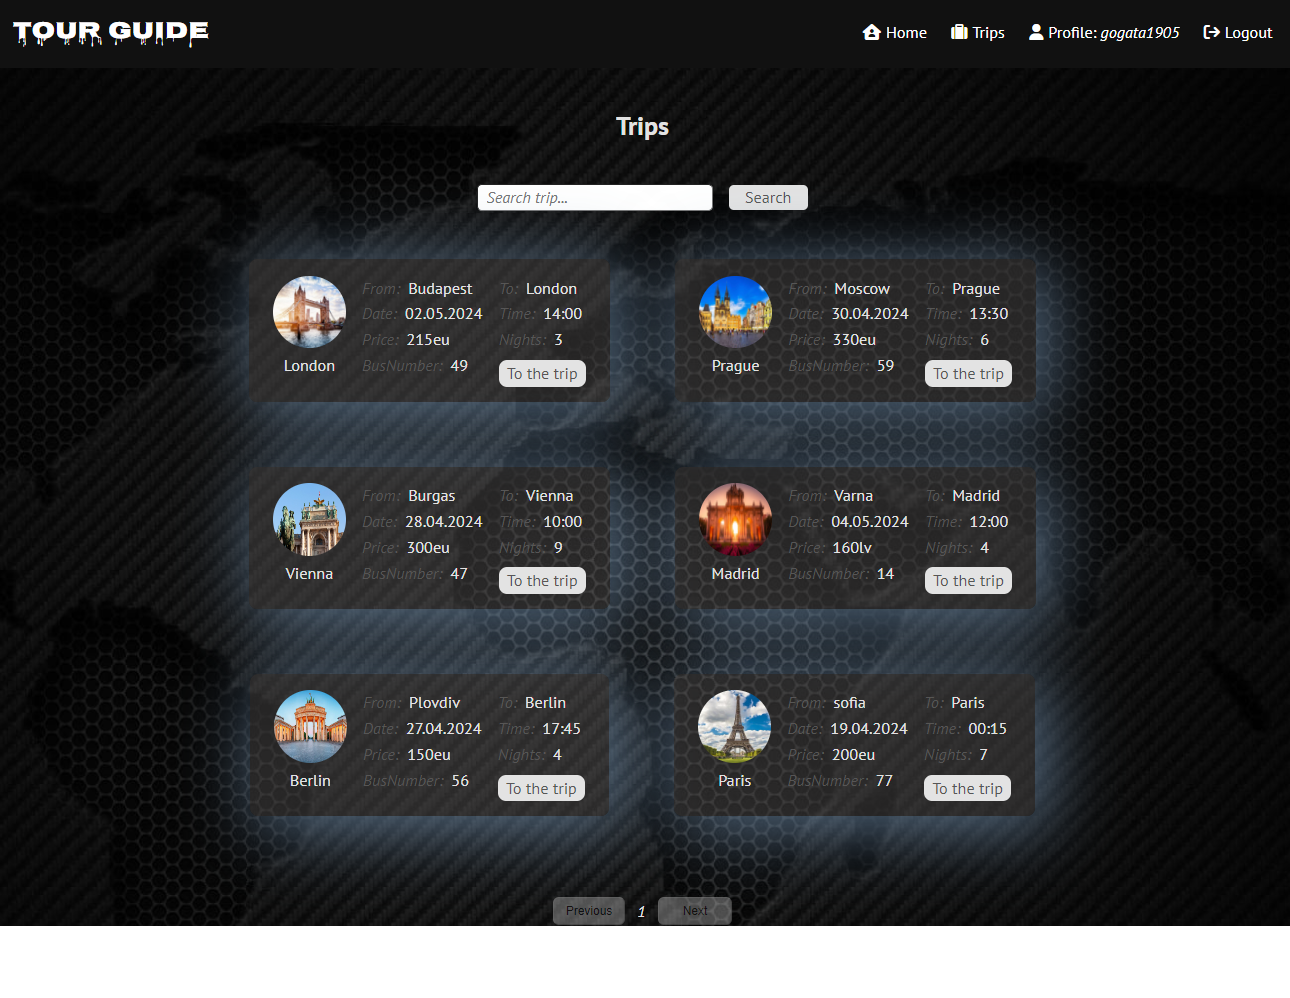 TOUR GUIDE
Home Trips Profile: gogata1905 Logout
Trips
Search trip... Search
From: Budapest To: London
Date: 02.05.2024 Time: 14:00
Price: 215eu Nights: 3
London BusNumber: 49 To the trip
From: Moscow To: Prague
Date: 30.04.2024 Time: 13:30
Price: 330eu Nights: 6
Prague BusNumber: 59 To the trip
From: Burgas To: Vienna
Date: 28.04.2024 Time: 10:00
Price: 300eu Nights: 9
Vienna BusNumber: 47 To the trip
From: Varna To: Madrid
Date: 04.05.2024 Time: 12:00
Price: 160lv Nights: 4
Madrid BusNumber: 14 To the trip
From: Plovdiv To: Berlin
Date: 27.04.2024 Time: 17:45
Price: 150eu Nights: 4
Berlin BusNumber: 56 To the trip
From: sofia To: Paris
Date: 19.04.2024 Time: 00:15
Price: 200eu Nights: 7
Paris BusNumber: 77 To the trip
Previous 1 Next